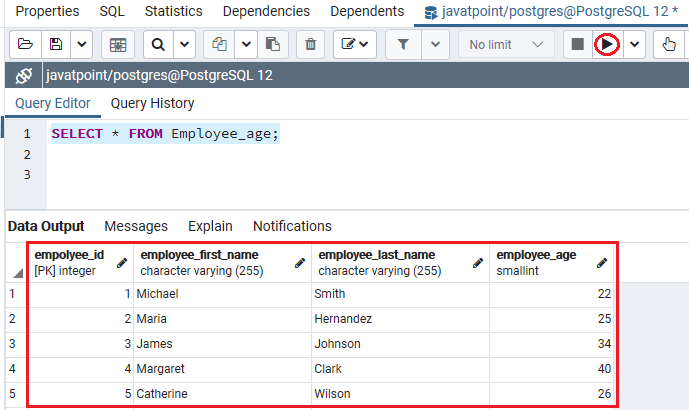 Properties SQL Statistics Dependencies Dependents javatpoint/postgres@PostgreSQL 12 *
No limit
javatpoint/postgres@PostgreSQL 12
Query Editor Query History
1 SELECT * FROM Employee_age;
2
3
Data Output Messages Explain Notifications
empolyee_id employee_first_name employee_last_name employee_age
[PK] integer character varying (255) character varying (255) smallint
1 1 Michael Smith 22
2 2 Maria Hernandez 25
3 3 James Johnson 34
4 4 Margaret Clark 40
5 5 Catherine Wilson 26